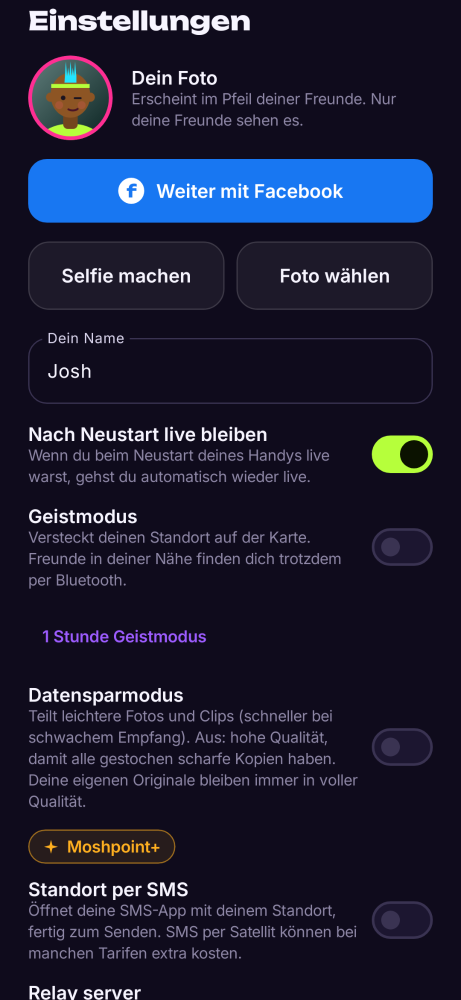 Einstellungen
Dein Foto
Erscheint im Pfeil deiner Freunde. Nur
deine Freunde sehen es.
Weiter mit Facebook
Selfie machen
Foto wählen
Dein Name
Josh
Nach Neustart live bleiben
Wenn du beim Neustart deines Handys live
warst, gehst du automatisch wieder live.
Geistmodus
Versteckt deinen Standort auf der Karte.
Freunde in deiner Nähe finden dich trotzdem
per Bluetooth.
1 Stunde Geistmodus
Datensparmodus
Teilt leichtere Fotos und Clips (schneller bei
schwachem Empfang). Aus: hohe Qualität,
damit alle gestochen scharfe Kopien haben.
Deine eigenen Originale bleiben immer in voller
Qualität.
Moshpoint+
Standort per SMS
Öffnet deine SMS-App mit deinem Standort,
fertig zum Senden. SMS per Satellit können bei
manchen Tarifen extra kosten.
Relay server